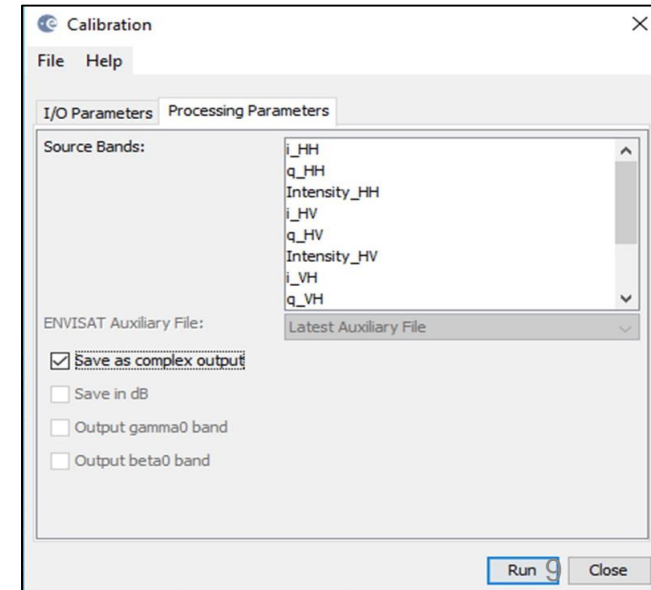 Calibration
File Help
I/O Parameters Processing Parameters
Source Bands:
i_HH
q_HH
Intensity_HH
i_HV
q_HV
Intensity_HV
i_VH
q_VH
ENVISAT Auxiliary File: Latest Auxiliary File
Save as complex output
Save in dB
Output gamma0 band
Output beta0 band
Run 9 Close